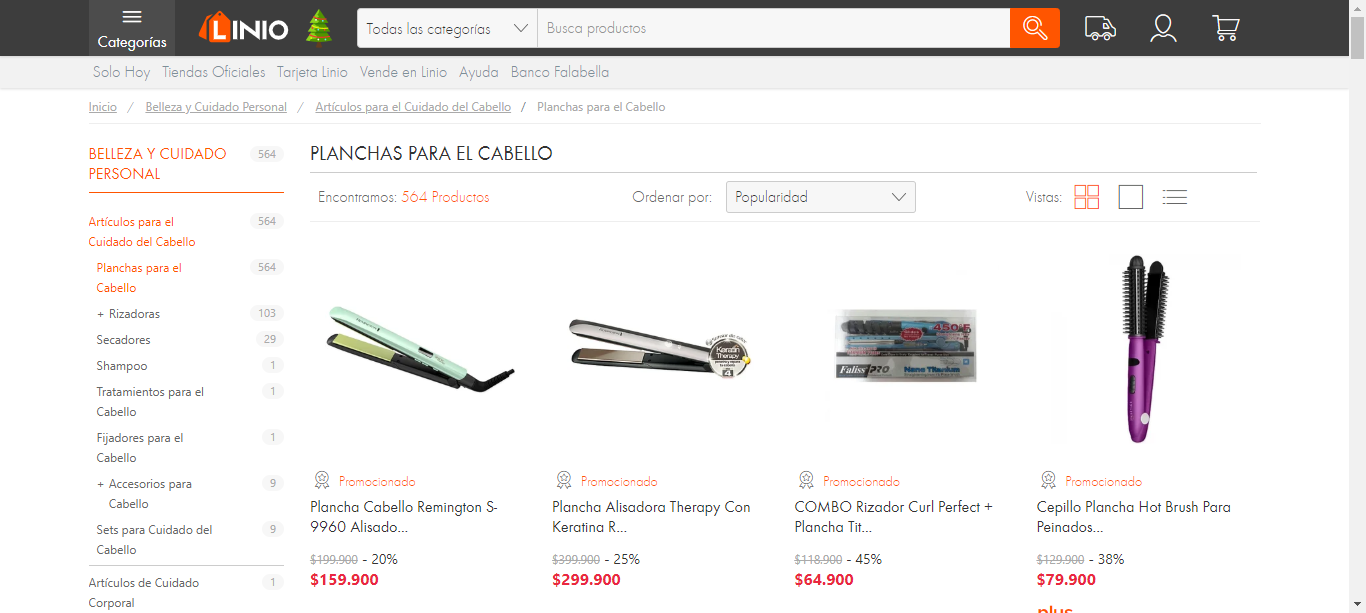 Categorías
LINIO
Todas las categorías
Busca productos
Solo Hoy Tiendas Oficiales Tarjeta Linio Vende en Linio Ayuda Banco Falabella
Inicio / Belleza y Cuidado Personal / Artículos para el Cuidado del Cabello / Planchas para el Cabello
BELLEZA Y CUIDADO 564
PERSONAL
Artículos para el 564
Cuidado del Cabello
Planchas para el 564
Cabello
+ Rizadoras 103
Secadores 29
Shampoo 1
Tratamientos para el 1
Cabello
Fijadores para el 1
Cabello
+ Accesorios para 9
Cabello
Sets para Cuidado del 9
Cabello
Artículos de Cuidado 1
Corporal
PLANCHAS PARA EL CABELLO
Encontramos: 564 Productos
Ordenar por: Popularidad
Vistas:
Promocionado
Plancha Cabello Remington S-
9960 Alisado...
$199.900 - 20%
$159.900
Keratin
Therapy
4
Promocionado
Plancha Alisadora Therapy Con
Keratina R...
$399.900 - 25%
$299.900
450°F
Faliss PRO
Nano Titanium
Promocionado
COMBO Rizador Curl Perfect +
Plancha Tit...
$118.900 - 45%
$64.900
Promocionado
Cepillo Plancha Hot Brush Para
Peinados...
$129.900 - 38%
$79.900
plus